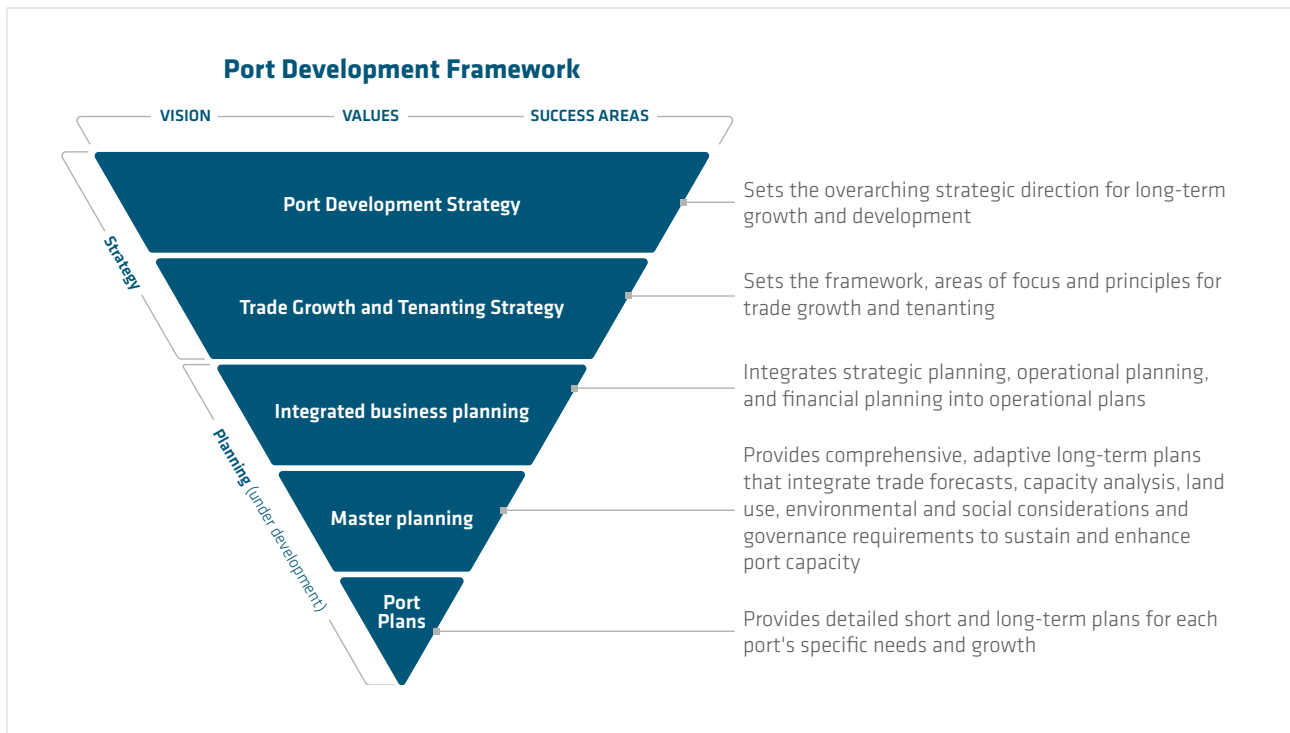 Port Development Framework
VISION
VALUES
SUCCESS AREAS
Strategy
Port Development Strategy
Sets the overarching strategic direction for long-term
growth and development
Trade Growth and Tenanting Strategy
Sets the framework, areas of focus and principles for
trade growth and tenanting
Planning (under development)
Integrated business planning
Integrates strategic planning, operational planning,
and financial planning into operational plans
Master planning
Provides comprehensive, adaptive long-term plans
that integrate trade forecasts, capacity analysis, land
use, environmental and social considerations and
governance requirements to sustain and enhance
port capacity
Port
Plans
Provides detailed short and long-term plans for each
port's specific needs and growth